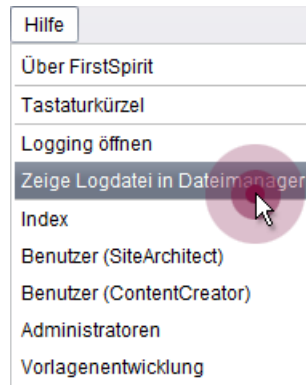 Hilfe
Über FirstSpirit
Tastaturkürzel
Logging öffnen
Zeige Logdatei in Dateimanager
Index
Benutzer (SiteArchitect)
Benutzer (ContentCreator)
Administratoren
Vorlagenentwicklung